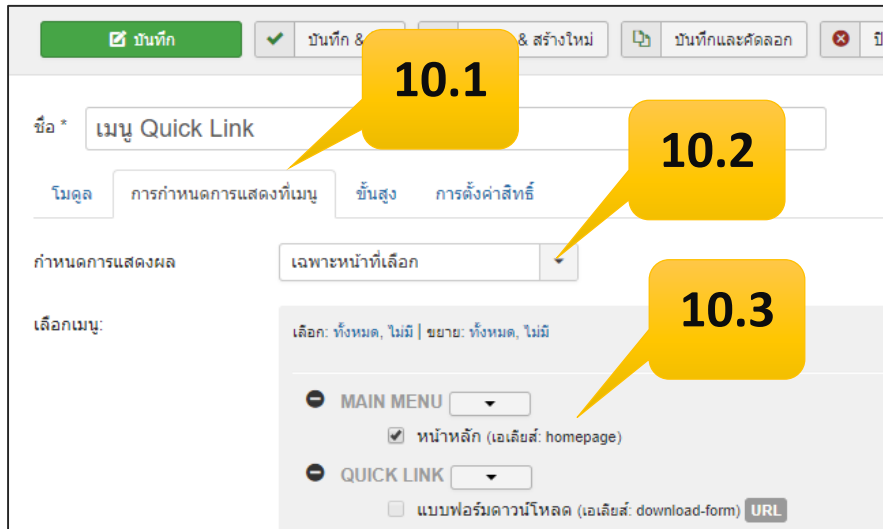 บันทึก บันทึก & & สร้างใหม่ บันทึกและคัดลอก
10.1
ชื่อ * เมนู Quick Link
10.2
โมดูล การกำหนดการแสดงที่เมนู ขั้นสูง การตั้งค่าสิทธิ์
กำหนดการแสดงผล เฉพาะหน้าที่เลือก
10.3
เลือกเมนู: เลือก: ทั้งหมด, ไม่มี | ขยาย: ทั้งหมด, ไม่มี
MAIN MENU
หน้าหลัก (เอเลียส์: homepage)
QUICK LINK
แบบฟอร์มดาวน์โหลด (เอเลียส์: download-form) URL